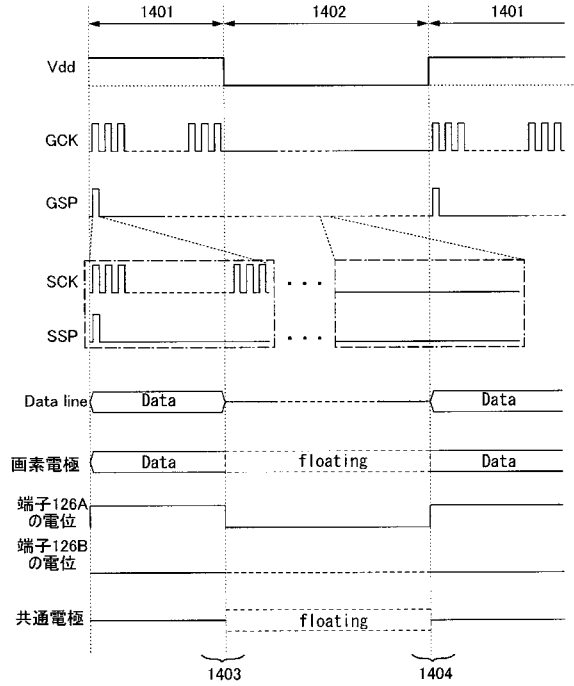 1401 1402 1401
Vdd
GCK
GSP
SCK
. . .
SSP
. . .
Data line Data Data
画素電極 Data floating Data
端子126A
の電位
端子126B
の電位
共通電極 floating
1403 1404